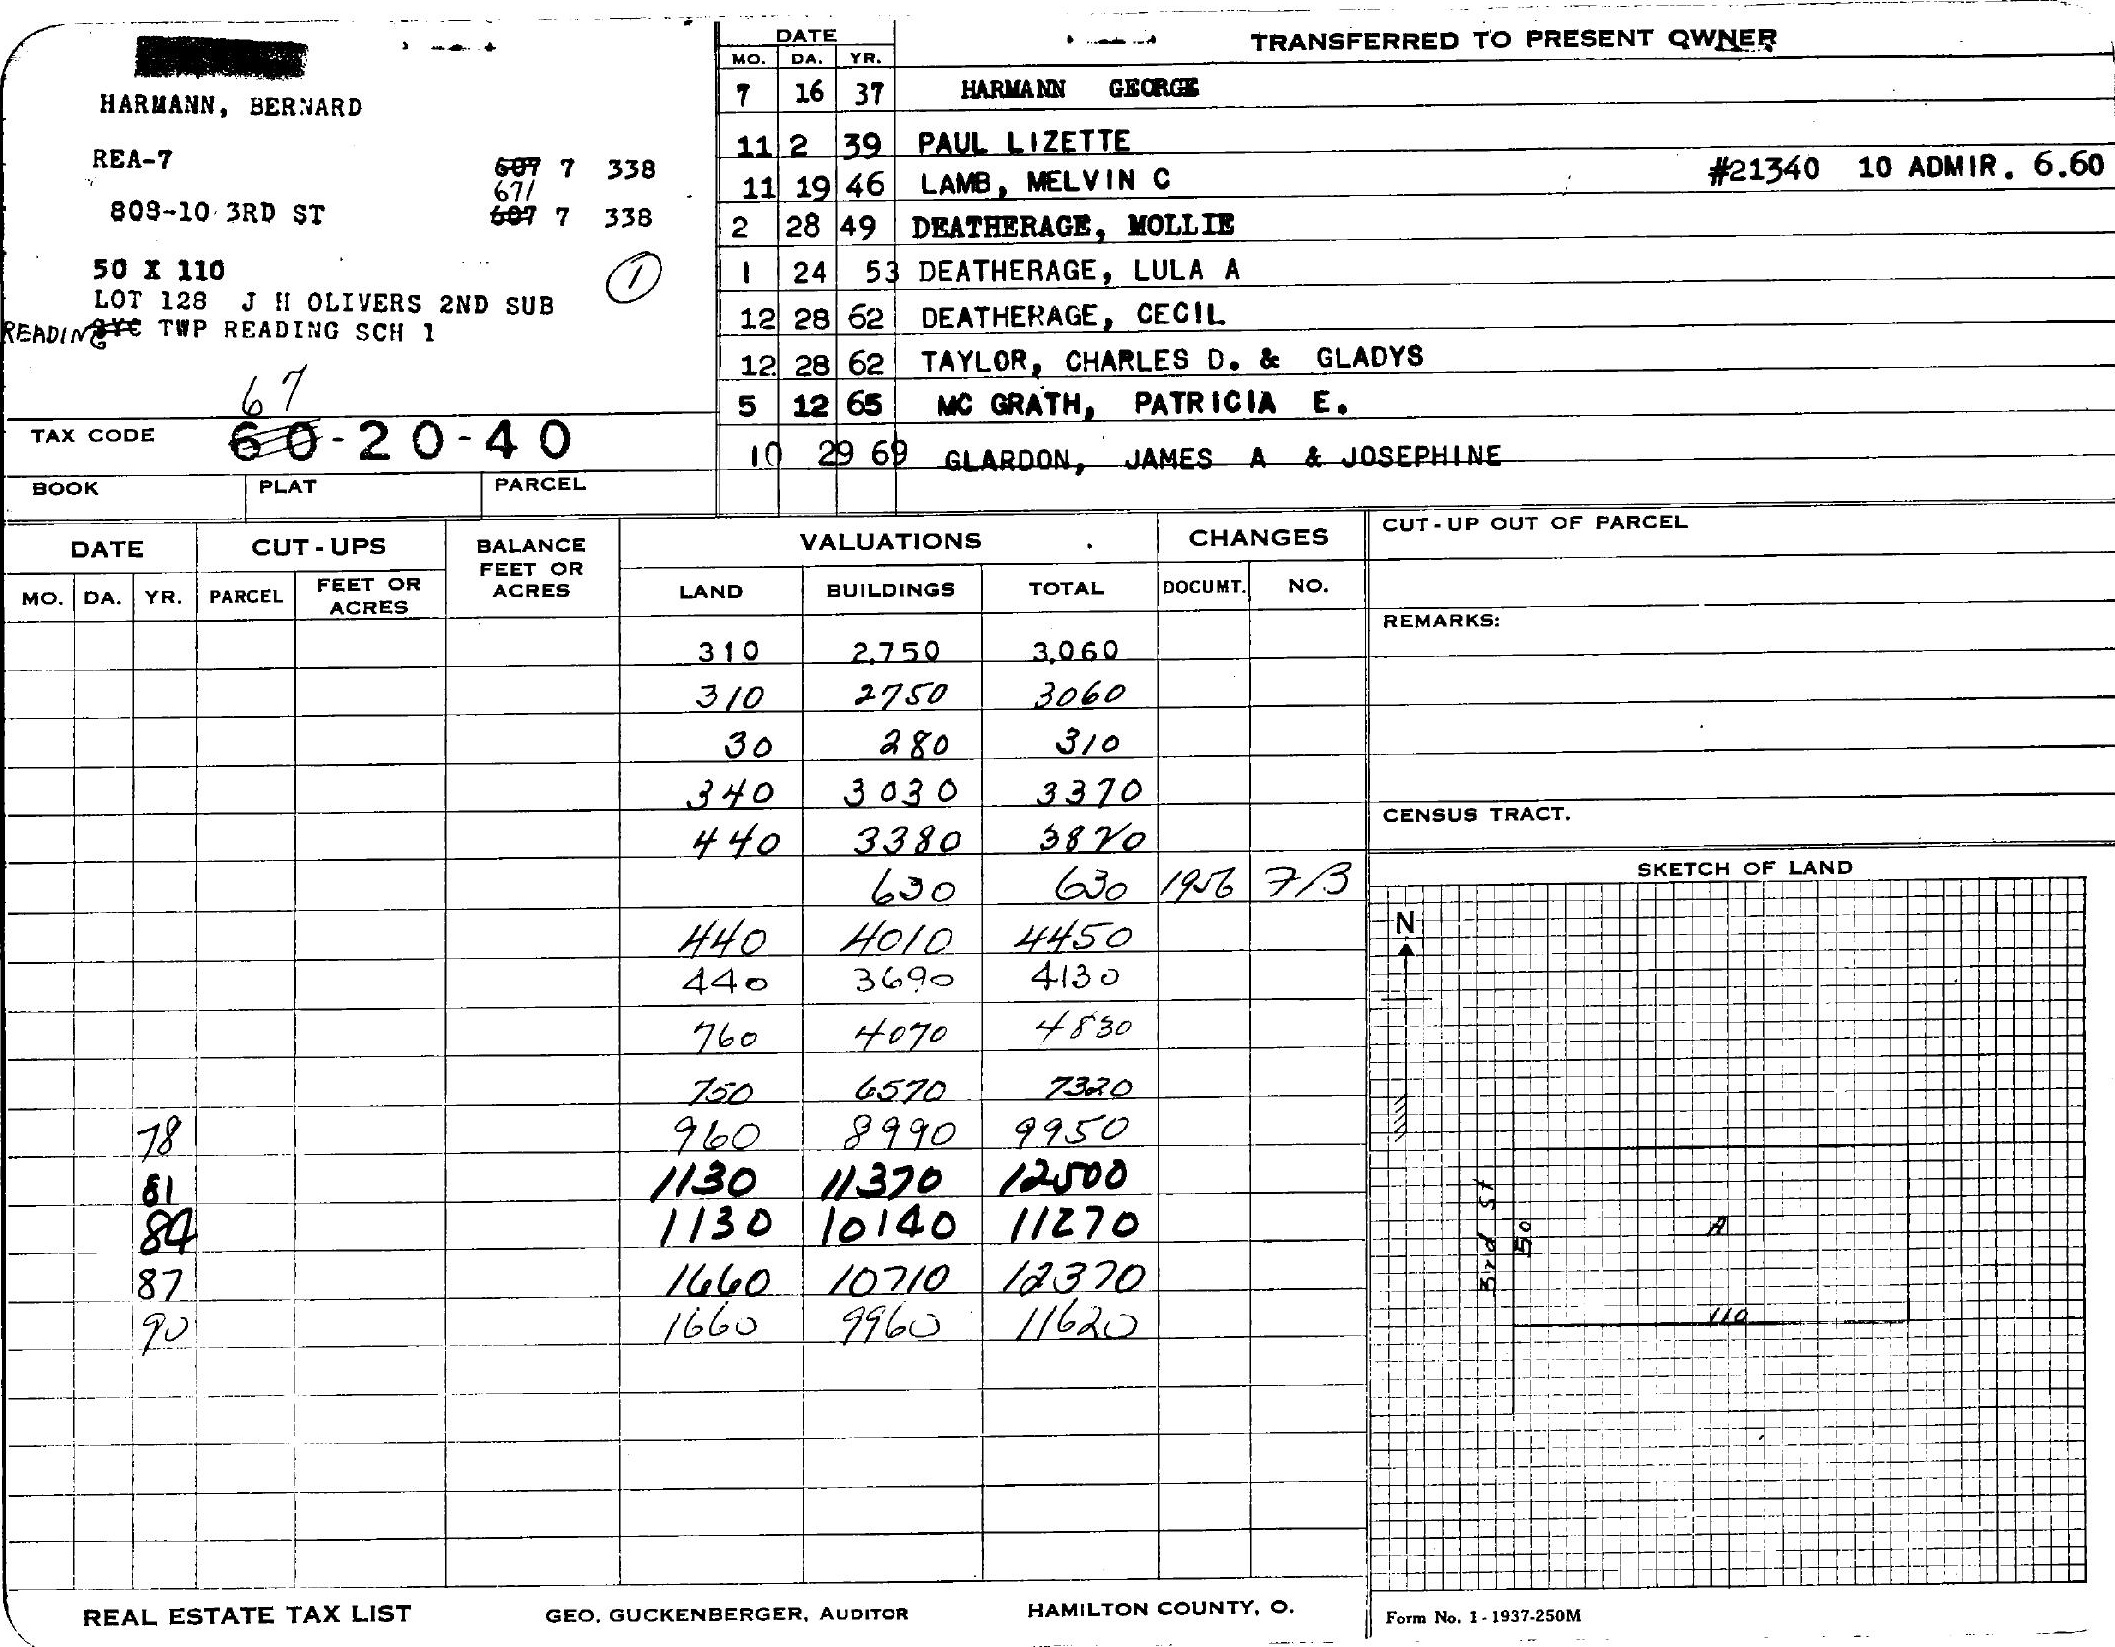 HARMANN, BERNARD
REA-7 607 7 338
671
808-10 3RD ST 607 7 338
50 X 110 1
LOT 128 J H OLIVERS 2ND SUB
READING TWP READING SCH 1
67
TAX CODE 60-20-40
BOOK PLAT PARCEL
DATE TRANSFERRED TO PRESENT OWNER
MO. DA. YR.
7 16 37 HARMANN GEORGE
11 2 39 PAUL LIZETTE
11 19 46 LAMB, MELVIN C #21340 10 ADMIR. 6.60
2 28 49 DEATHERAGE, MOLLIE
1 24 53 DEATHERAGE, LULA A
12 28 62 DEATHERAGE, CECIL
12 28 62 TAYLOR, CHARLES D. & GLADYS
5 12 65 MC GRATH, PATRICIA E.
10 29 69 GLARDON, JAMES A & JOSEPHINE
DATE CUT-UPS BALANCE FEET OR ACRES VALUATIONS CHANGES
MO. DA. YR. PARCEL FEET OR ACRES LAND BUILDINGS TOTAL DOCUMT. NO.
310 2,750 3,060
310 2750 3060
30 280 310
340 3030 3370
440 3380 3820
630 630 1956 713
440 4010 4450
440 3690 4130
760 4070 4830
750 6570 7320
78 960 8990 9950
81 1130 11370 12500
84 1130 10140 11270
87 1660 10710 12370
90 1660 9960 11620
CUT-UP OUT OF PARCEL
REMARKS:
CENSUS TRACT.
SKETCH OF LAND
N
3rd St
50
A
110
REAL ESTATE TAX LIST GEO. GUCKENBERGER, AUDITOR HAMILTON COUNTY, O. Form No. 1-1937-250M